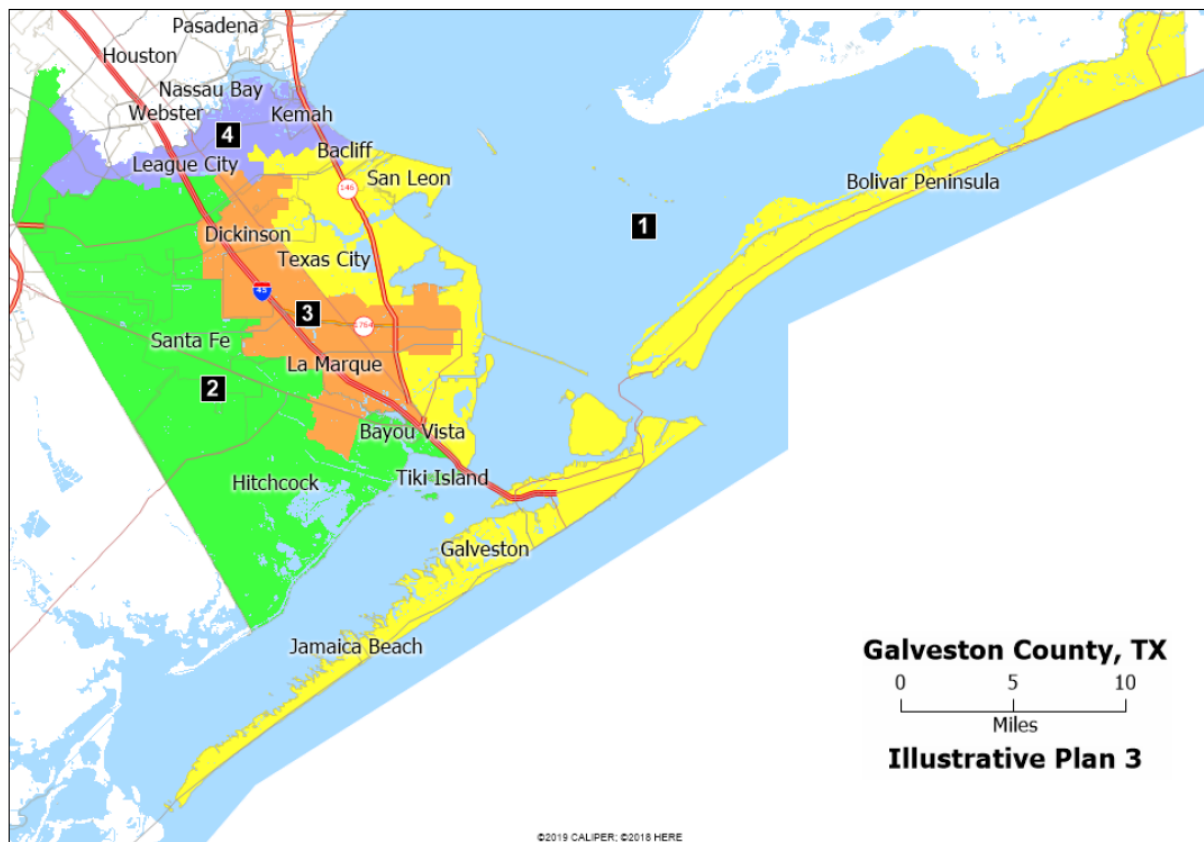 Pasadena
Houston
Nassau Bay
Webster
Kemah
4
Bacliff
League City
San Leon
146
Bolivar Peninsula
1
Dickinson
Texas City
45
3
1764
Santa Fe
La Marque
2
Bayou Vista
Tiki Island
Hitchcock
Galveston
Jamaica Beach
Galveston County, TX
0 5 10
Miles
Illustrative Plan 3
©2019 CALIPER; ©2018 HERE